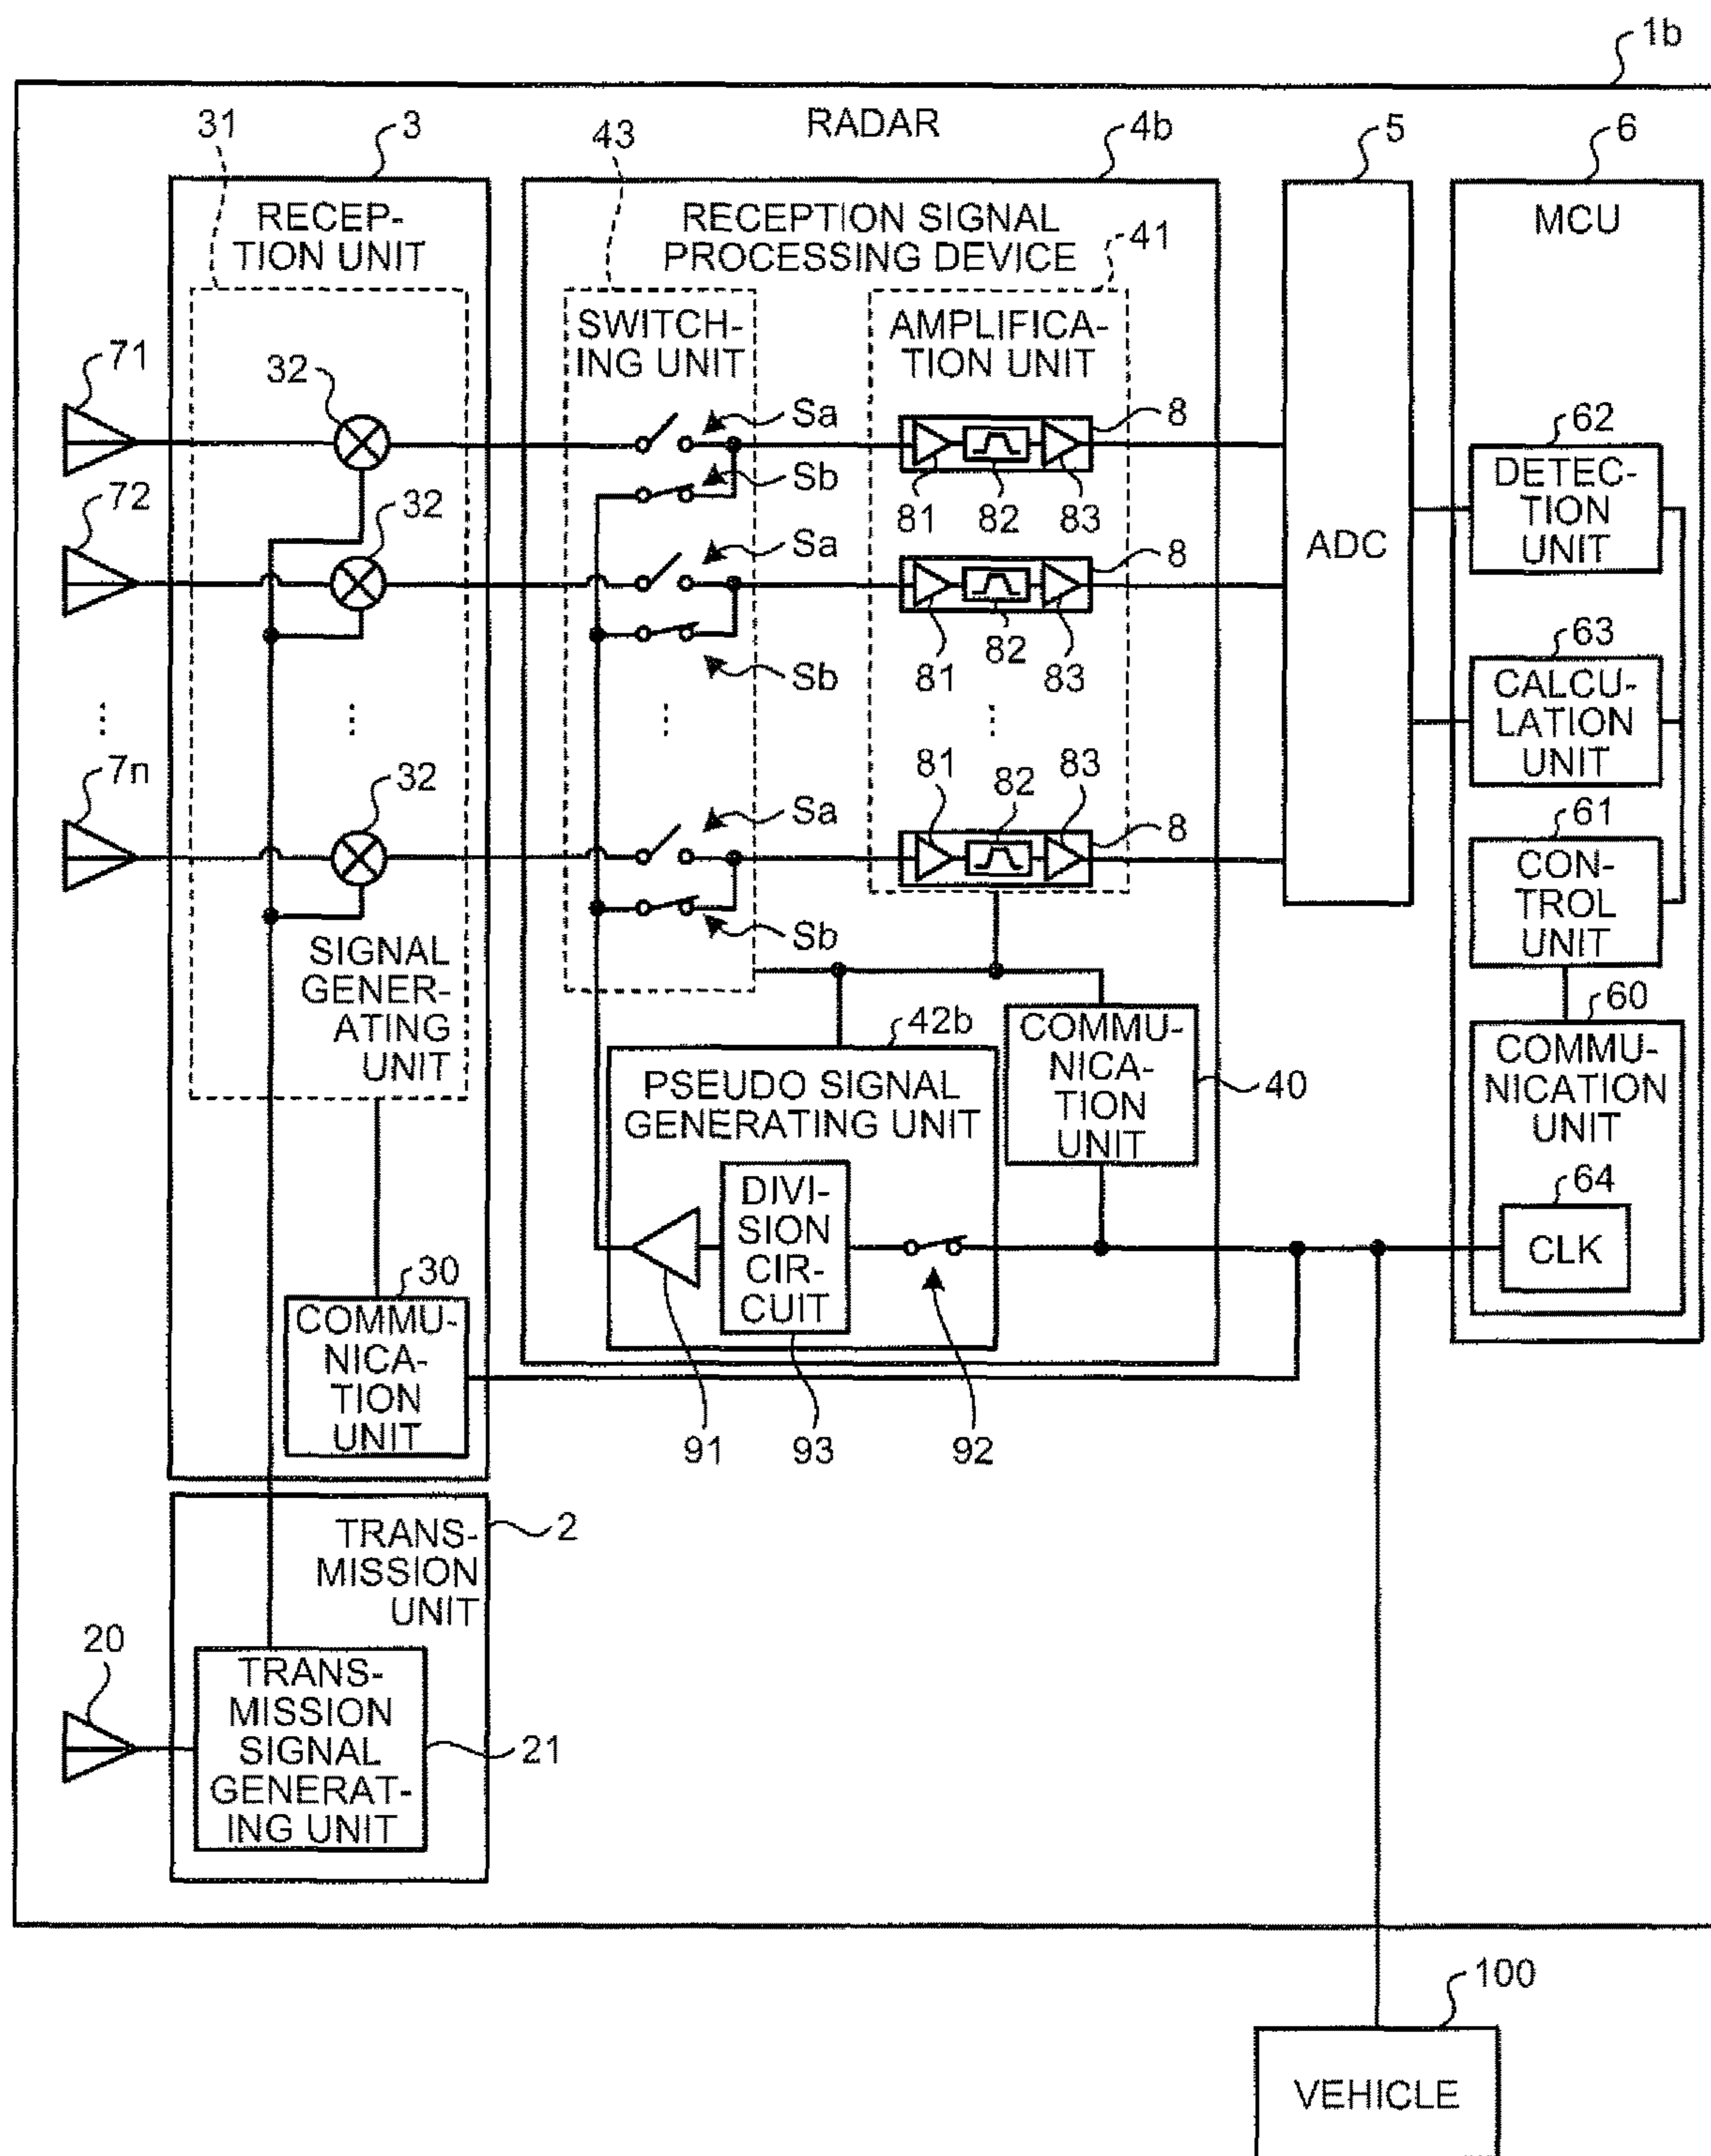 1b
RADAR
31
3
43
4b
5
6
RECEP-
TION UNIT
RECEPTION SIGNAL
PROCESSING DEVICE
41
MCU
SWITCH-
ING UNIT
AMPLIFICA-
TION UNIT
71
32
Sa
8
62
Sb
81
82
83
DETEC-
TION
UNIT
72
32
Sa
8
ADC
Sb
81
82
83
63
CALCU-
LATION
UNIT
⋮
⋮
⋮
⋮
7n
32
Sa
81
82
83
8
61
CON-
TROL
UNIT
Sb
SIGNAL
GENER-
ATING
UNIT
42b
COMMU-
NICA-
TION
UNIT
40
60
COMMU-
NICATION
UNIT
PSEUDO SIGNAL
GENERATING UNIT
64
CLK
DIVI-
SION
CIR-
CUIT
30
COMMU-
NICA-
TION
UNIT
91
93
92
TRANS-
MISSION
UNIT
2
20
TRANS-
MISSION
SIGNAL
GENERAT-
ING UNIT
21
100
VEHICLE